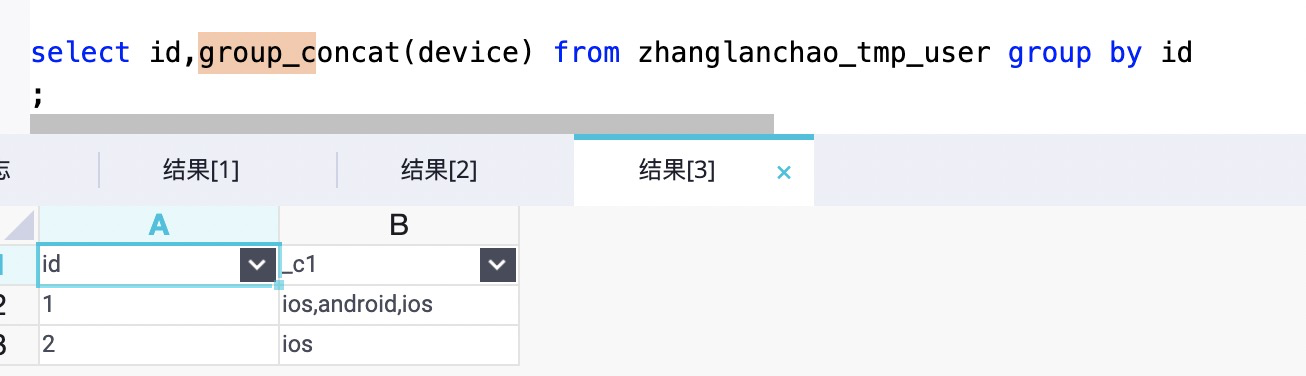 select id,group_concat(device) from zhanglanchao_tmp_user group by id
;
志 结果[1] 结果[2] 结果[3] ×
A B
1 id _c1
2 1 ios,android,ios
3 2 ios